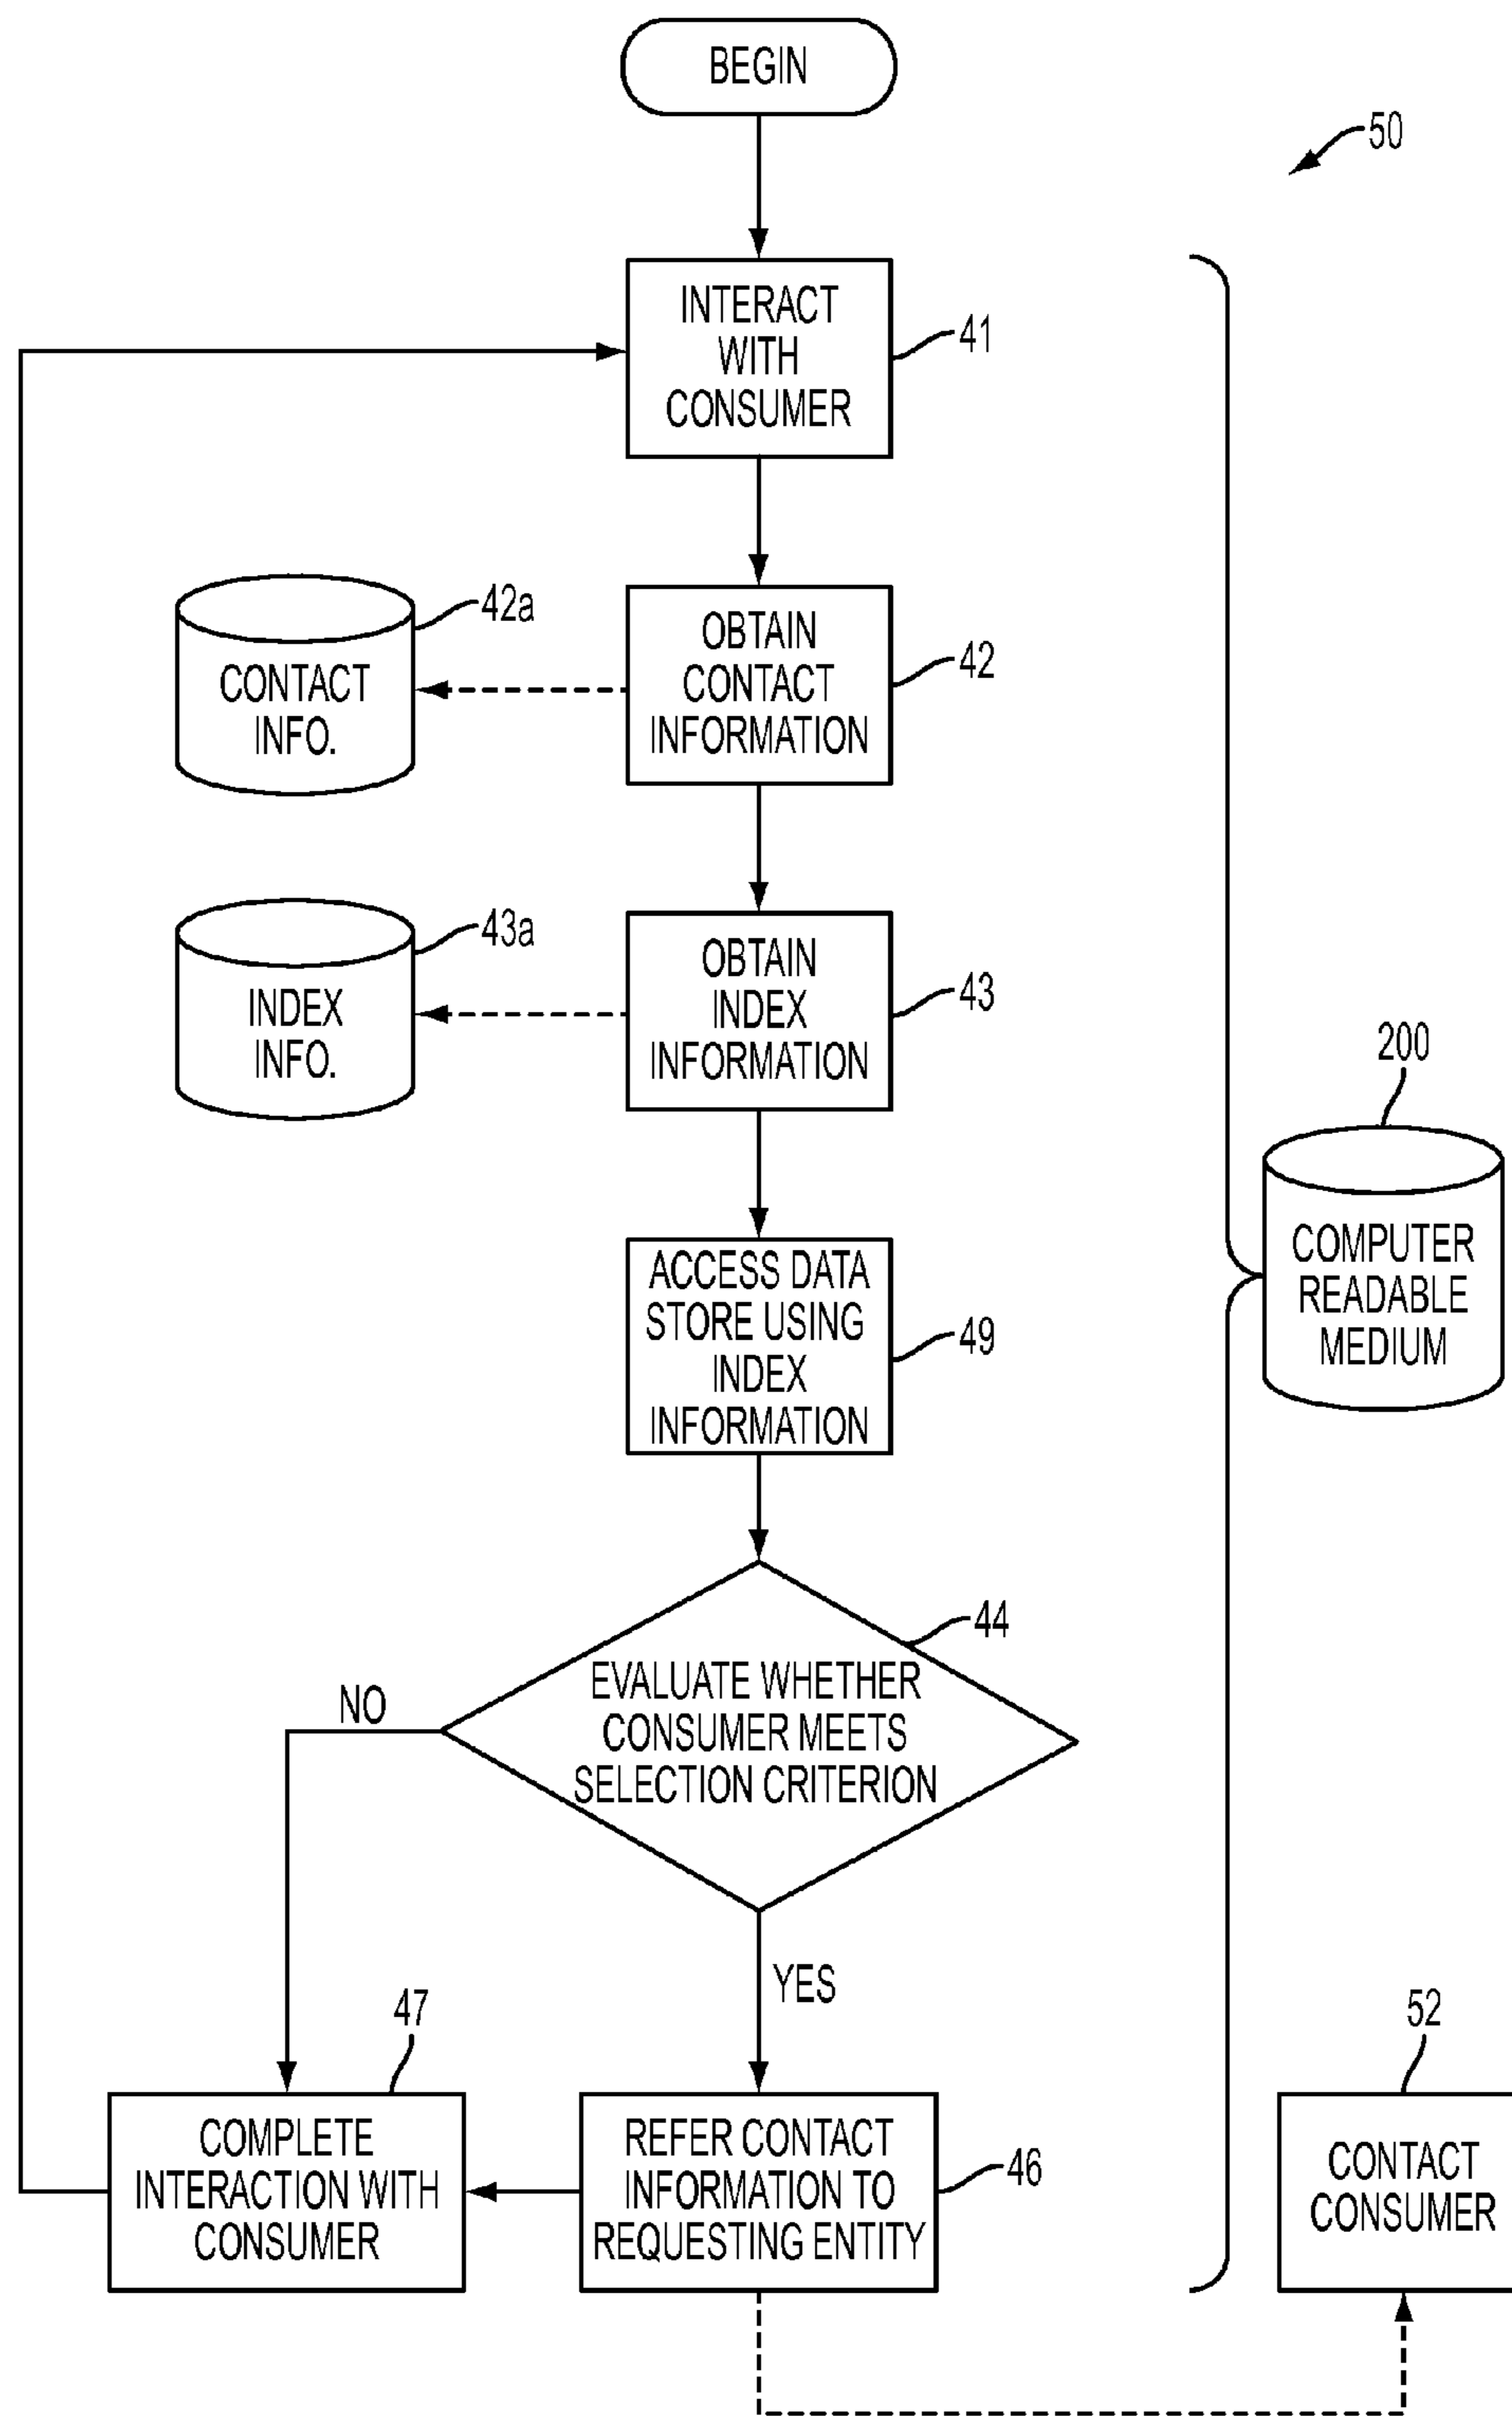 BEGIN
50
INTERACT
WITH
CONSUMER
41
42a
CONTACT
INFO.
OBTAIN
CONTACT
INFORMATION
42
43a
INDEX
INFO.
OBTAIN
INDEX
INFORMATION
43
200
COMPUTER
READABLE
MEDIUM
ACCESS DATA
STORE USING
INDEX
INFORMATION
49
44
EVALUATE WHETHER
CONSUMER MEETS
SELECTION CRITERION
NO
YES
47
COMPLETE
INTERACTION WITH
CONSUMER
REFER CONTACT
INFORMATION TO
REQUESTING ENTITY
46
52
CONTACT
CONSUMER